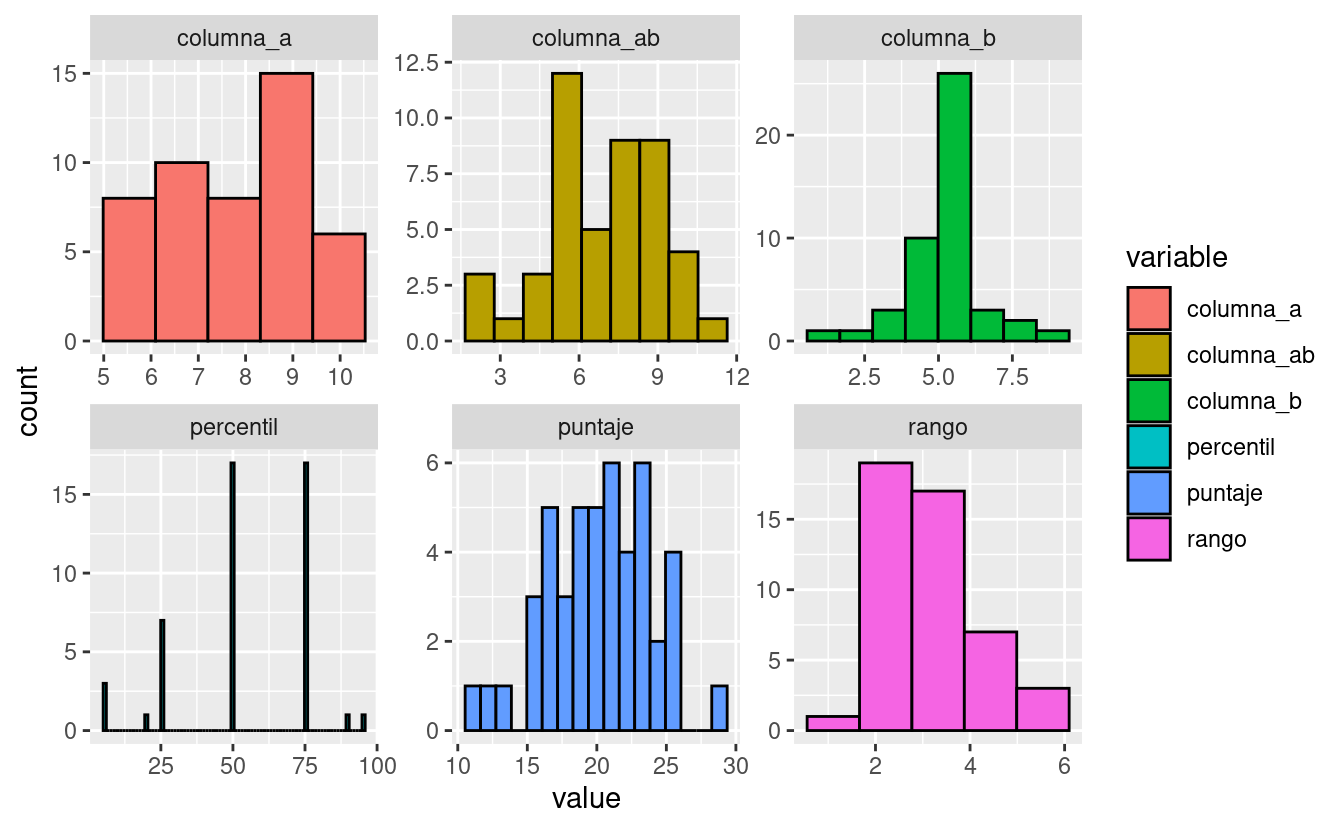 columna_a
columna_ab
columna_b
15
10
5
0
12.5
10.0
7.5
5.0
2.5
0.0
20
10
0
5 6 7 8 9 10
3 6 9 12
2.5 5.0 7.5
percentil
puntaje
rango
15
10
5
0
6
4
2
0
15
10
5
0
25 50 75 100
10 15 20 25 30
2 4 6
count
value
variable
columna_a
columna_ab
columna_b
percentil
puntaje
rango